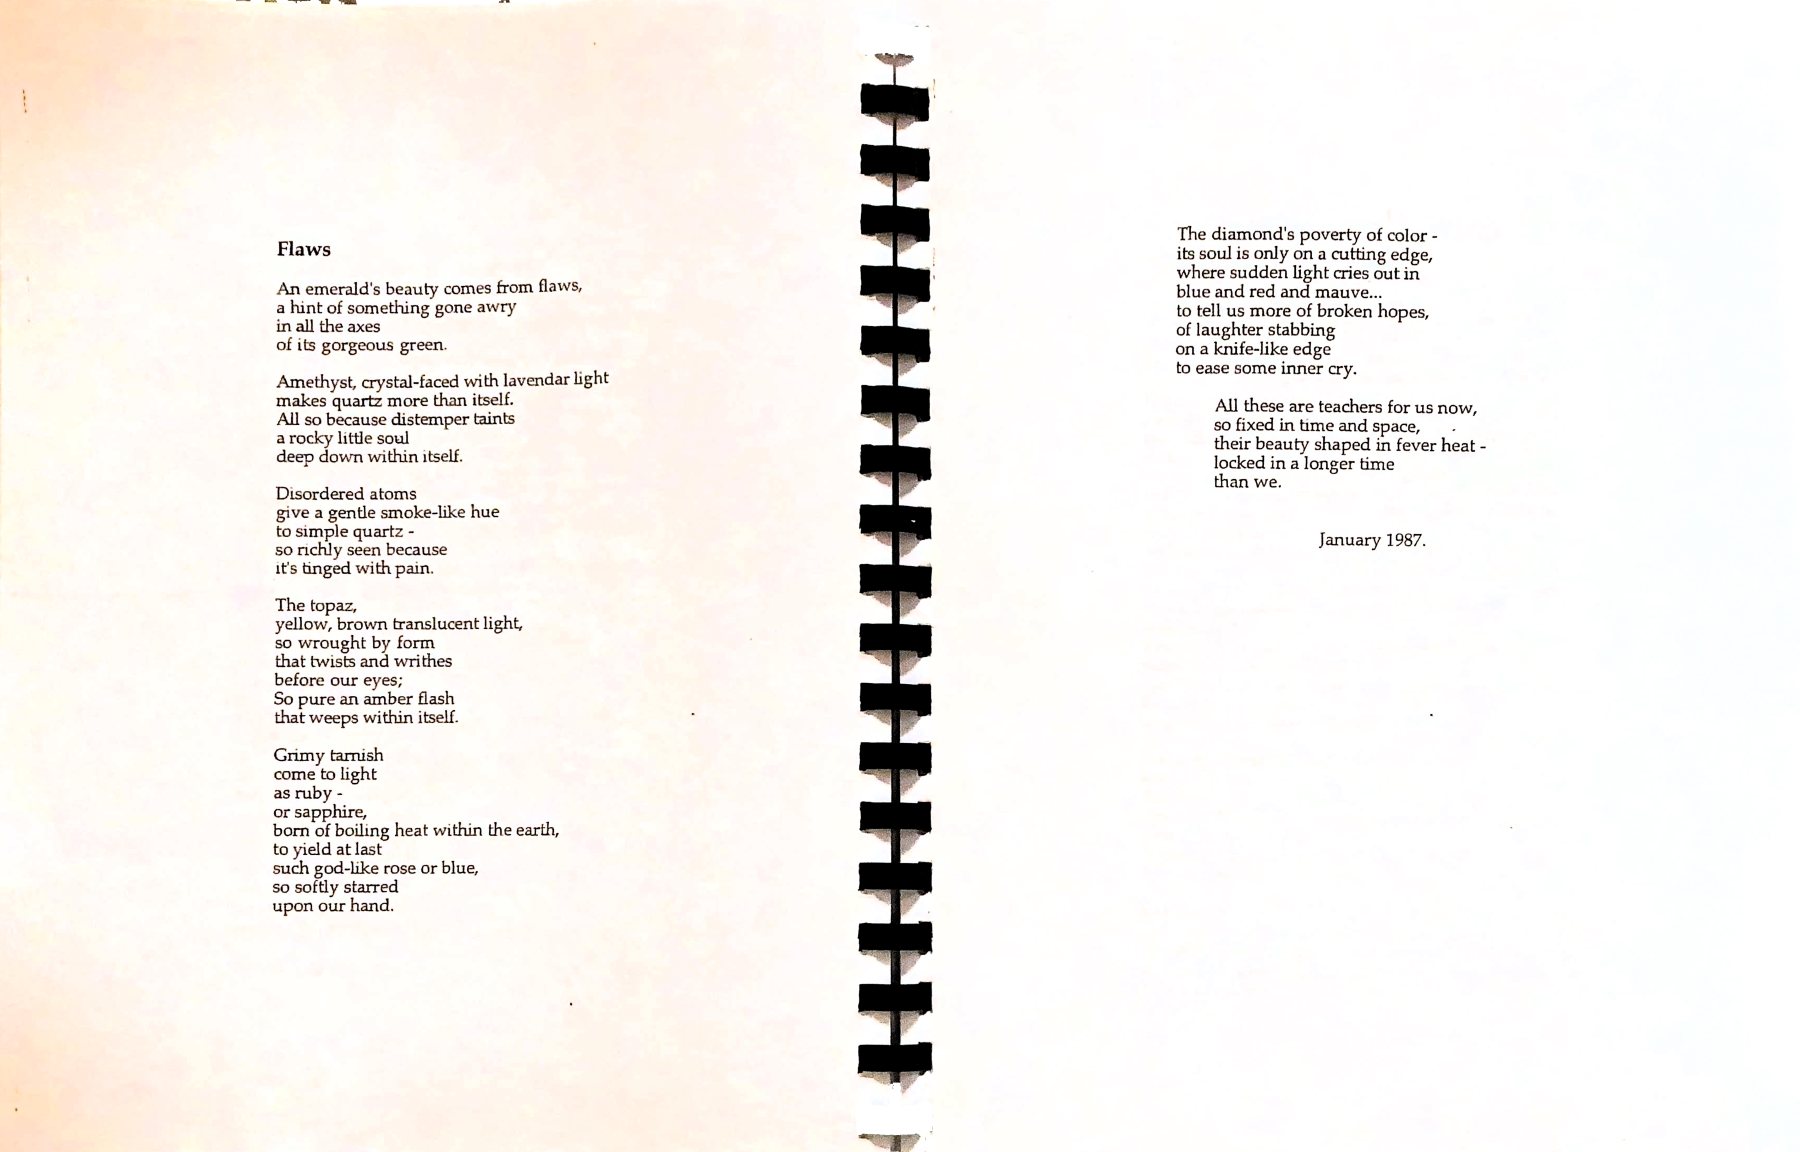 Flaws
An emerald's beauty comes from flaws,
a hint of something gone awry
in all the axes
of its gorgeous green.
Amethyst, crystal-faced with lavendar light
makes quartz more than itself.
All so because distemper taints
a rocky little soul
deep down within itself.
Disordered atoms
give a gentle smoke-like hue
to simple quartz -
so richly seen because
it's tinged with pain.
The topaz,
yellow, brown translucent light,
so wrought by form
that twists and writhes
before our eyes;
So pure an amber flash
that weeps within itself.
Grimy tarnish
come to light
as ruby -
or sapphire,
born of boiling heat within the earth,
to yield at last
such god-like rose or blue,
so softly starred
upon our hand.
The diamond's poverty of color -
its soul is only on a cutting edge,
where sudden light cries out in
blue and red and mauve...
to tell us more of broken hopes,
of laughter stabbing
on a knife-like edge
to ease some inner cry.
All these are teachers for us now,
so fixed in time and space,
their beauty shaped in fever heat -
locked in a longer time
than we.
January 1987.